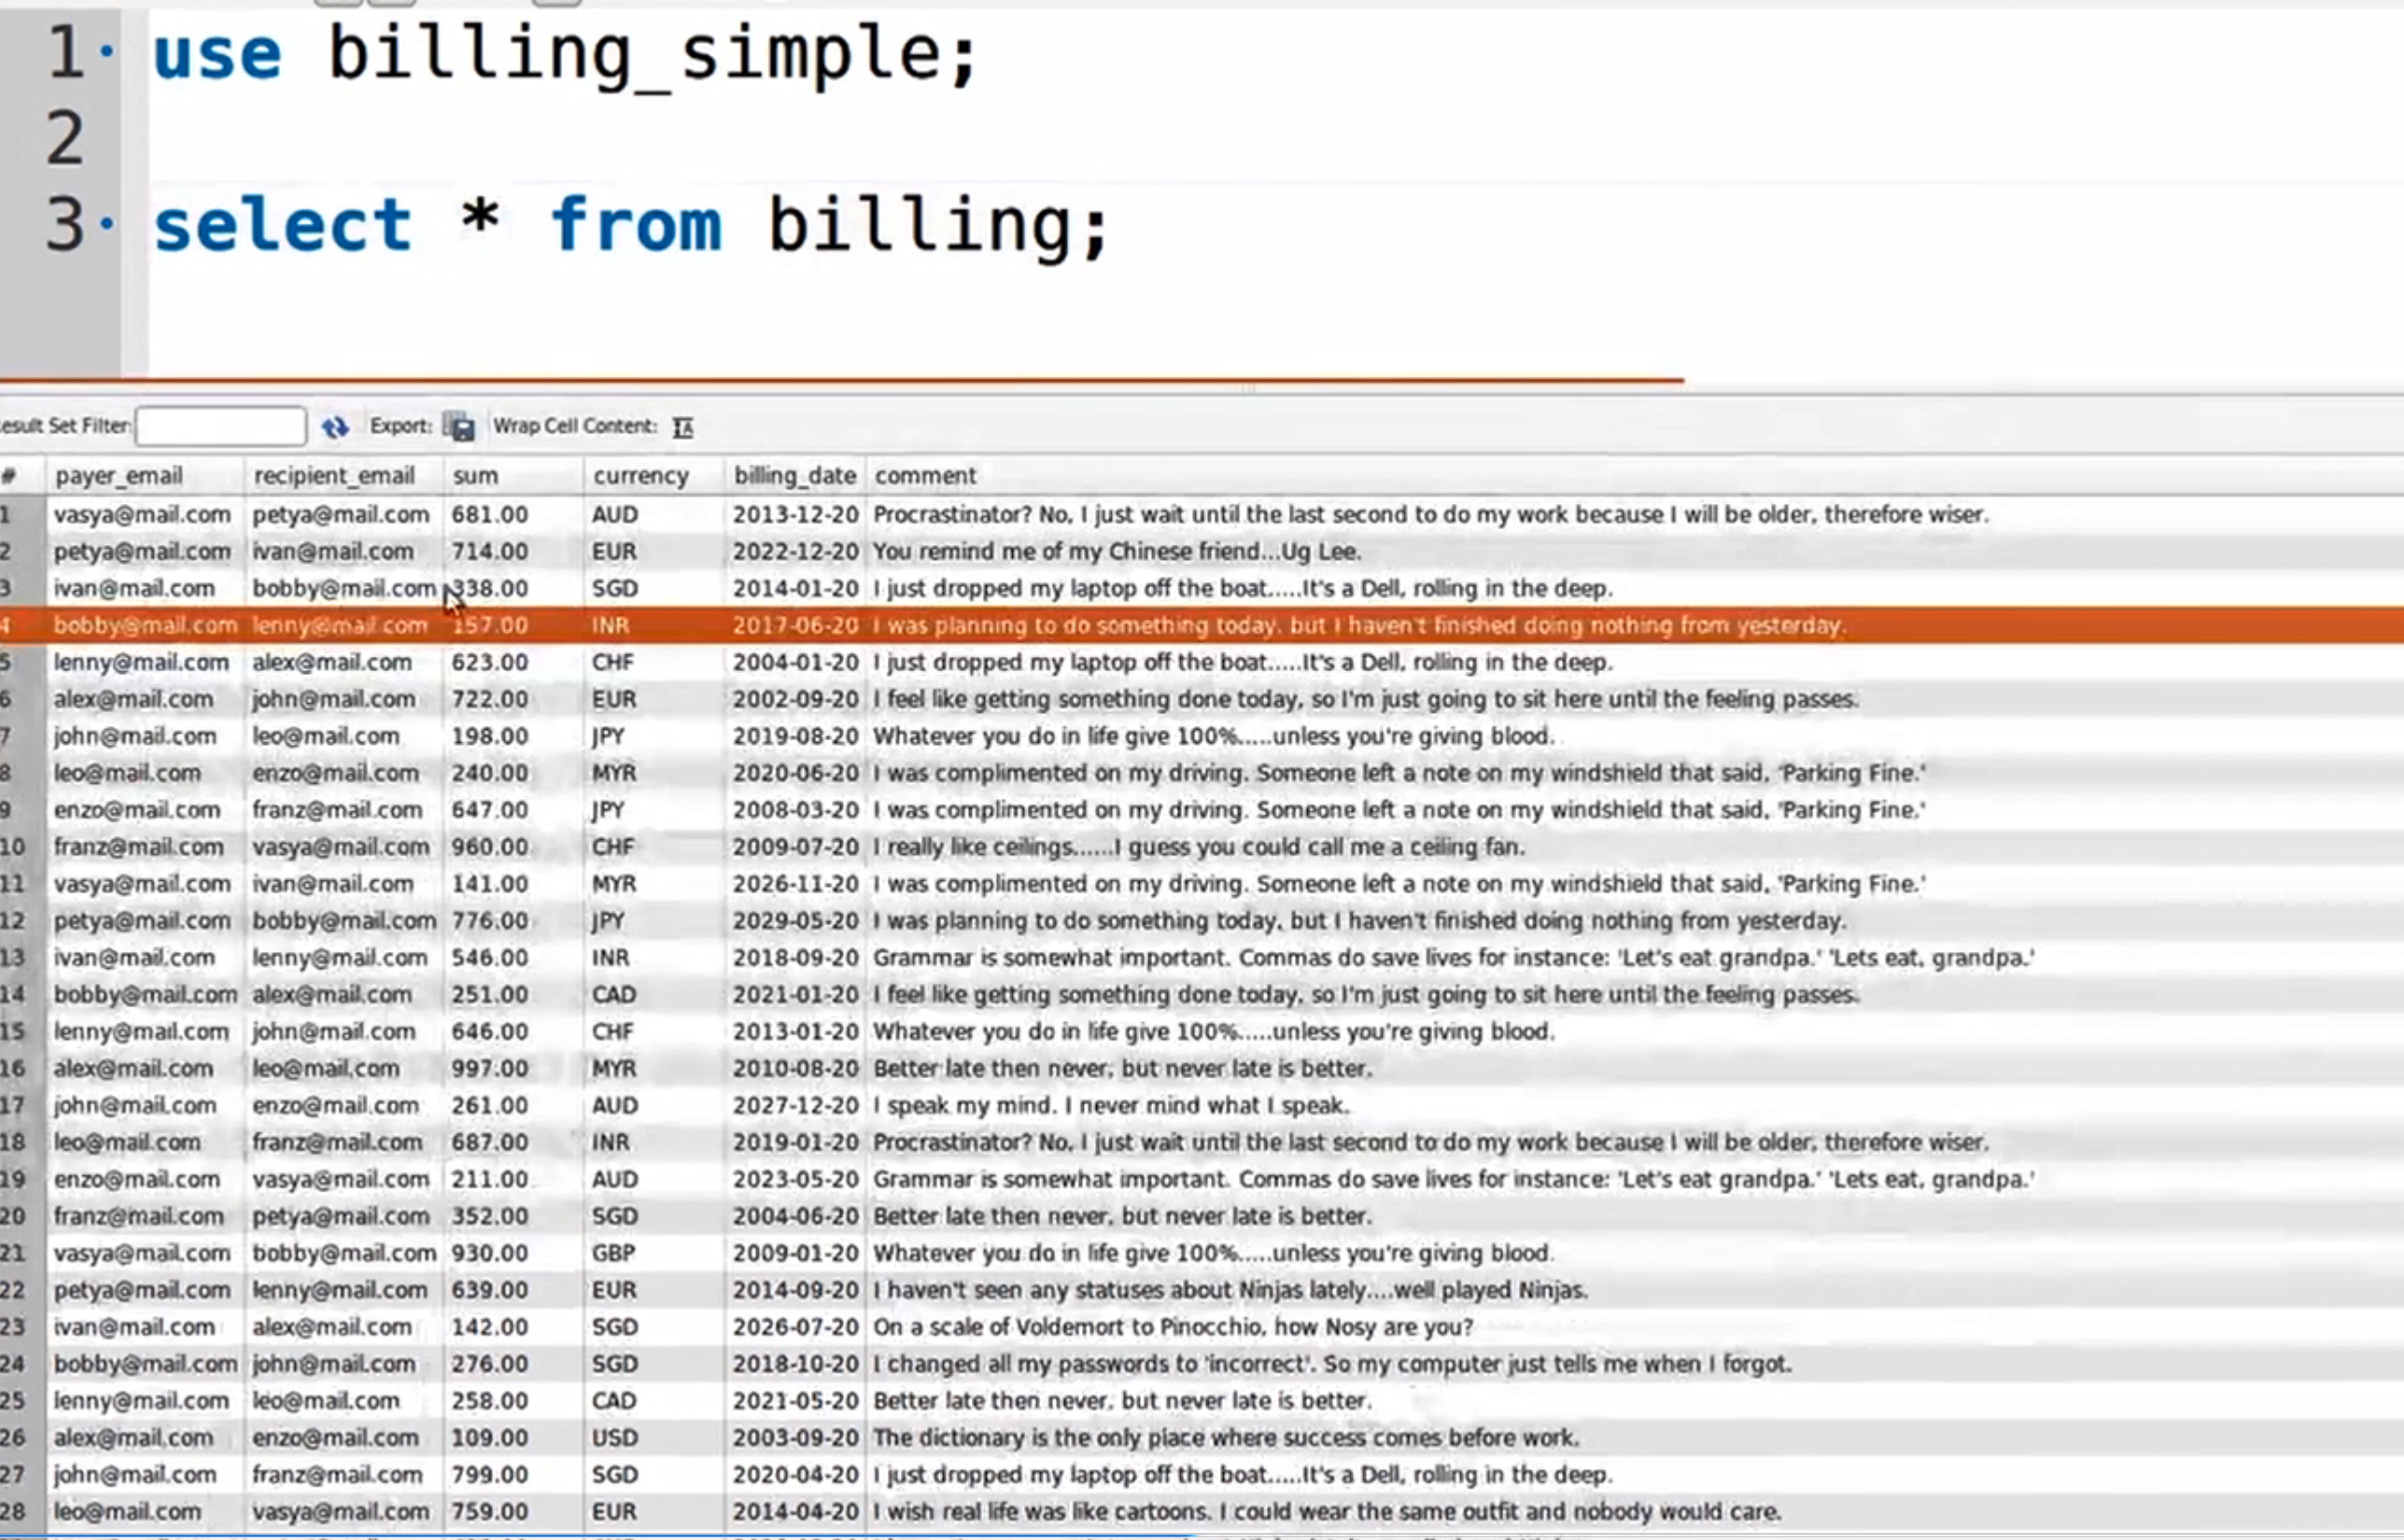 1 use billing_simple;
2
3 select * from billing;
esult Set Filter: Export: Wrap Cell Content:
# payer_email recipient_email sum currency billing_date comment
1 vasya@mail.com petya@mail.com 681.00 AUD 2013-12-20 Procrastinator? No, I just wait until the last second to do my work because I will be older, therefore wiser.
2 petya@mail.com ivan@mail.com 714.00 EUR 2022-12-20 You remind me of my Chinese friend...Ug Lee.
3 ivan@mail.com bobby@mail.com 338.00 SGD 2014-01-20 I just dropped my laptop off the boat.....It's a Dell, rolling in the deep.
4 bobby@mail.com lenny@mail.com 157.00 INR 2017-06-20 I was planning to do something today, but I haven't finished doing nothing from yesterday.
5 lenny@mail.com alex@mail.com 623.00 CHF 2004-01-20 I just dropped my laptop off the boat.....It's a Dell, rolling in the deep.
6 alex@mail.com john@mail.com 722.00 EUR 2002-09-20 I feel like getting something done today, so I'm just going to sit here until the feeling passes.
7 john@mail.com leo@mail.com 198.00 JPY 2019-08-20 Whatever you do in life give 100%.....unless you're giving blood.
8 leo@mail.com enzo@mail.com 240.00 MYR 2020-06-20 I was complimented on my driving. Someone left a note on my windshield that said, 'Parking Fine.'
9 enzo@mail.com franz@mail.com 647.00 JPY 2008-03-20 I was complimented on my driving. Someone left a note on my windshield that said, 'Parking Fine.'
10 franz@mail.com vasya@mail.com 960.00 CHF 2009-07-20 I really like ceilings......I guess you could call me a ceiling fan.
11 vasya@mail.com ivan@mail.com 141.00 MYR 2026-11-20 I was complimented on my driving. Someone left a note on my windshield that said, 'Parking Fine.'
12 petya@mail.com bobby@mail.com 776.00 JPY 2029-05-20 I was planning to do something today, but I haven't finished doing nothing from yesterday.
13 ivan@mail.com lenny@mail.com 546.00 INR 2018-09-20 Grammar is somewhat important. Commas do save lives for instance: 'Let's eat grandpa.' 'Lets eat, grandpa.'
14 bobby@mail.com alex@mail.com 251.00 CAD 2021-01-20 I feel like getting something done today, so I'm just going to sit here until the feeling passes.
15 lenny@mail.com john@mail.com 646.00 CHF 2013-01-20 Whatever you do in life give 100%.....unless you're giving blood.
16 alex@mail.com leo@mail.com 997.00 MYR 2010-08-20 Better late then never, but never late is better.
17 john@mail.com enzo@mail.com 261.00 AUD 2027-12-20 I speak my mind. I never mind what I speak.
18 leo@mail.com franz@mail.com 687.00 INR 2019-01-20 Procrastinator? No, I just wait until the last second to do my work because I will be older, therefore wiser.
19 enzo@mail.com vasya@mail.com 211.00 AUD 2023-05-20 Grammar is somewhat important. Commas do save lives for instance: 'Let's eat grandpa.' 'Lets eat, grandpa.'
20 franz@mail.com petya@mail.com 352.00 SGD 2004-06-20 Better late then never, but never late is better.
21 vasya@mail.com bobby@mail.com 930.00 GBP 2009-01-20 Whatever you do in life give 100%.....unless you're giving blood.
22 petya@mail.com lenny@mail.com 639.00 EUR 2014-09-20 I haven't seen any statuses about Ninjas lately....well played Ninjas.
23 ivan@mail.com alex@mail.com 142.00 SGD 2026-07-20 On a scale of Voldemort to Pinocchio, how Nosy are you?
24 bobby@mail.com john@mail.com 276.00 SGD 2018-10-20 I changed all my passwords to 'incorrect'. So my computer just tells me when I forgot.
25 lenny@mail.com leo@mail.com 258.00 CAD 2021-05-20 Better late then never, but never late is better.
26 alex@mail.com enzo@mail.com 109.00 USD 2003-09-20 The dictionary is the only place where success comes before work.
27 john@mail.com franz@mail.com 799.00 SGD 2020-04-20 I just dropped my laptop off the boat.....It's a Dell, rolling in the deep.
28 leo@mail.com vasya@mail.com 759.00 EUR 2014-04-20 I wish real life was like cartoons. I could wear the same outfit and nobody would care.